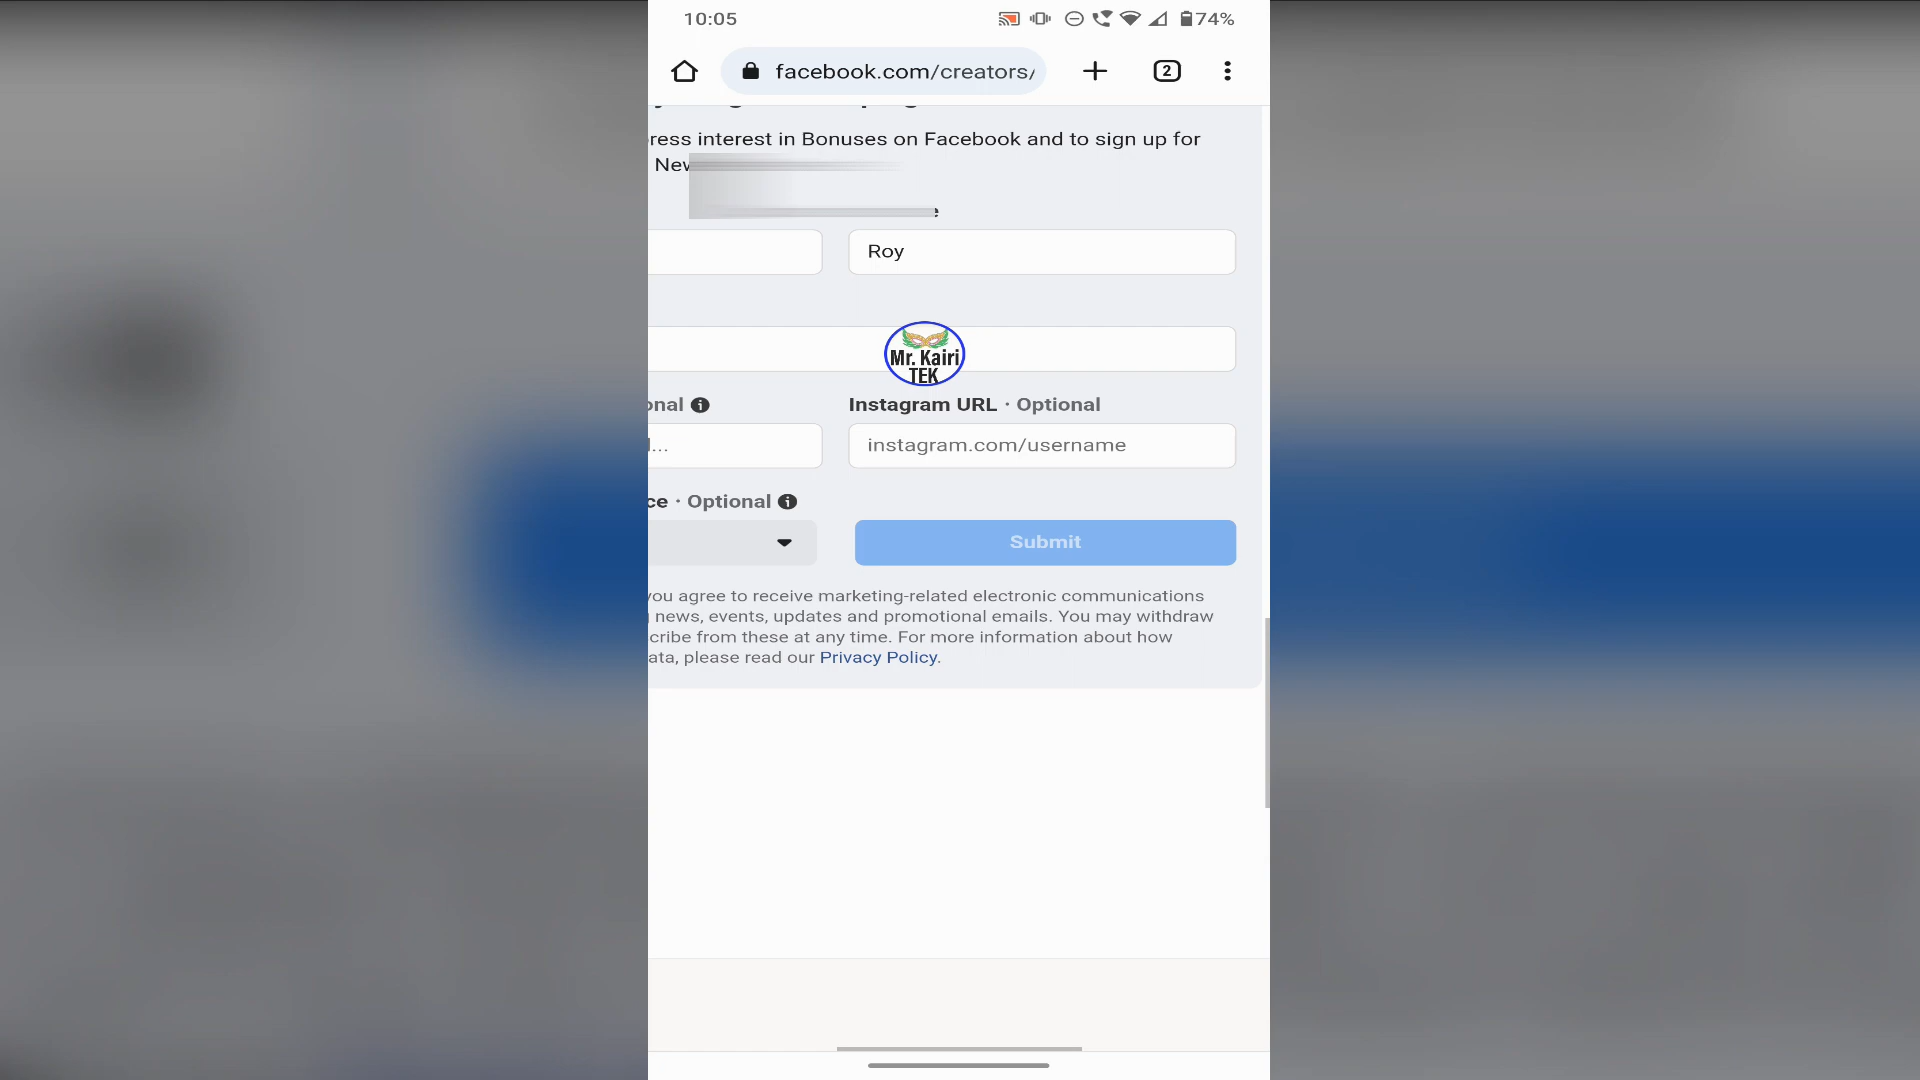 10:05
74%
facebook.com/creators/
2
ress interest in Bonuses on Facebook and to sign up for
New
Roy
Mr. Kairi
TEK
onal
Instagram URL · Optional
l...
instagram.com/username
ce · Optional
Submit
you agree to receive marketing-related electronic communications
news, events, updates and promotional emails. You may withdraw
cribe from these at any time. For more information about how
ata, please read our Privacy Policy.